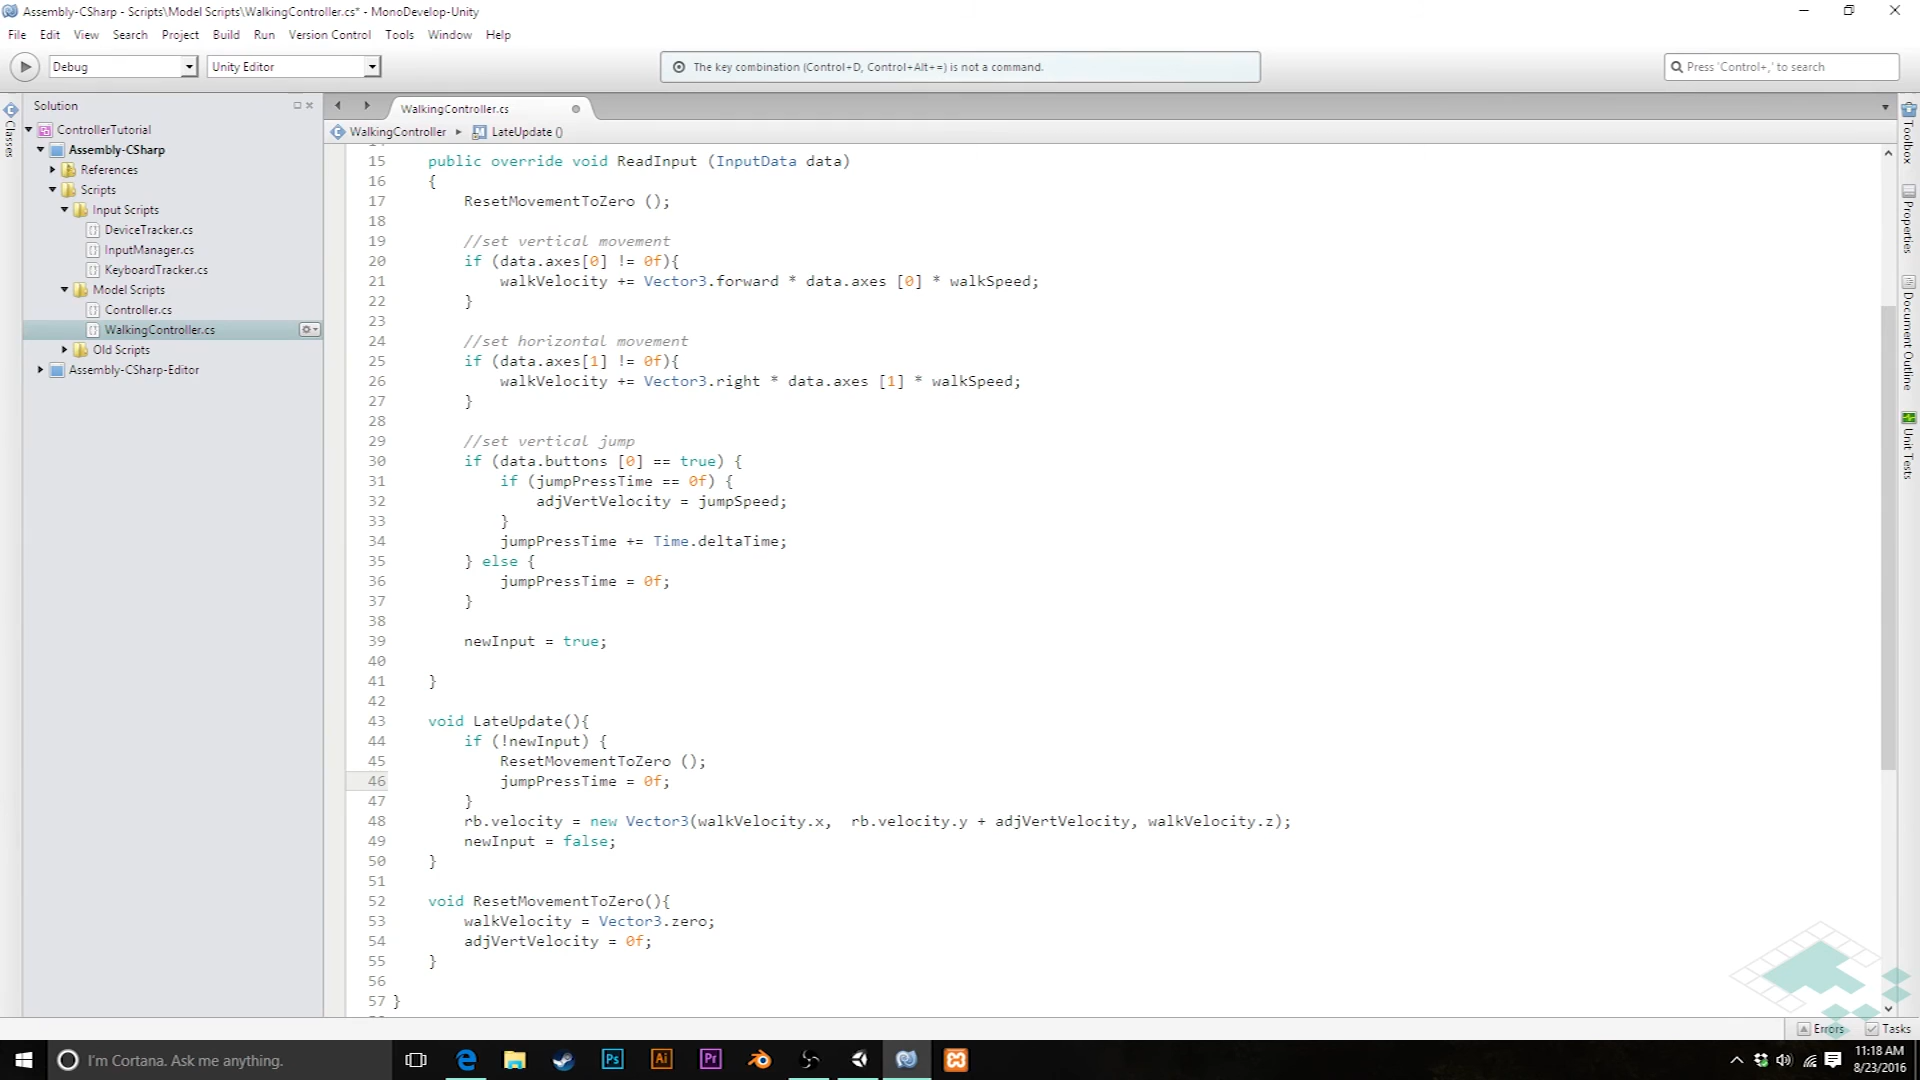 Assembly-CSharp - Scripts\Model Scripts\WalkingController.cs* - MonoDevelop-Unity
File Edit View Search Project Build Run Version Control Tools Window Help
Debug Unity Editor The key combination (Control+D, Control+Alt+=) is not a command. Press 'Control+,' to search
Classes
Solution
ControllerTutorial
Assembly-CSharp
References
Scripts
Input Scripts
DeviceTracker.cs
InputManager.cs
KeyboardTracker.cs
Model Scripts
Controller.cs
WalkingController.cs
Old Scripts
Assembly-CSharp-Editor
WalkingController.cs
WalkingController LateUpdate ()
15 public override void ReadInput (InputData data)
16 {
17 ResetMovementToZero ();
18
19 //set vertical movement
20 if (data.axes[0] != 0f){
21 walkVelocity += Vector3.forward * data.axes [0] * walkSpeed;
22 }
23
24 //set horizontal movement
25 if (data.axes[1] != 0f){
26 walkVelocity += Vector3.right * data.axes [1] * walkSpeed;
27 }
28
29 //set vertical jump
30 if (data.buttons [0] == true) {
31 if (jumpPressTime == 0f) {
32 adjVertVelocity = jumpSpeed;
33 }
34 jumpPressTime += Time.deltaTime;
35 } else {
36 jumpPressTime = 0f;
37 }
38
39 newInput = true;
40
41 }
42
43 void LateUpdate(){
44 if (!newInput) {
45 ResetMovementToZero ();
46 jumpPressTime = 0f;
47 }
48 rb.velocity = new Vector3(walkVelocity.x,  rb.velocity.y + adjVertVelocity, walkVelocity.z);
49 newInput = false;
50 }
51
52 void ResetMovementToZero(){
53 walkVelocity = Vector3.zero;
54 adjVertVelocity = 0f;
55 }
56
57 }
Toolbox
Properties
Document Outline
Unit Tests
Errors Tasks
I'm Cortana. Ask me anything.
Ps Ai Pr
11:18 AM
8/23/2016